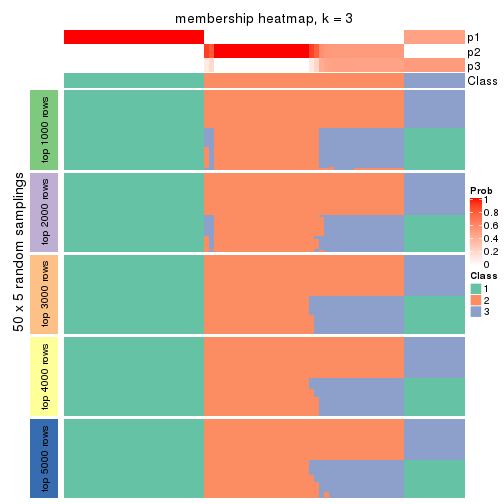 membership heatmap, k = 3
p1
p2
p3
Class
50 x 5 random samplings
top 1000 rows
top 2000 rows
top 3000 rows
top 4000 rows
top 5000 rows
Prob
1
0.8
0.6
0.4
0.2
0
Class
1
2
3